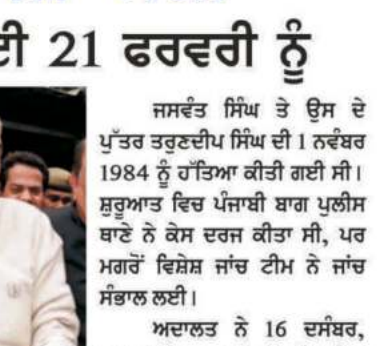 ਈ 21 ਫਰਵਰੀ ਨੂੰ
ਜਸਵੰਤ ਸਿੰਘ ਤੇ ਉਸ ਦੇ
ਪੁੱਤਰ ਤਰੁਣਦੀਪ ਸਿੰਘ ਦੀ 1 ਨਵੰਬਰ
1984 ਨੂੰ ਹੱਤਿਆ ਕੀਤੀ ਗਈ ਸੀ।
ਸ਼ੁਰੂਆਤ ਵਿਚ ਪੰਜਾਬੀ ਬਾਗ ਪੁਲੀਸ
ਥਾਣੇ ਨੇ ਕੇਸ ਦਰਜ ਕੀਤਾ ਸੀ, ਪਰ
ਮਗਰੋਂ ਵਿਸ਼ੇਸ਼ ਜਾਂਚ ਟੀਮ ਨੇ ਜਾਂਚ
ਸੰਭਾਲ ਲਈ।
ਅਦਾਲਤ ਨੇ 16 ਦਸੰਬਰ,